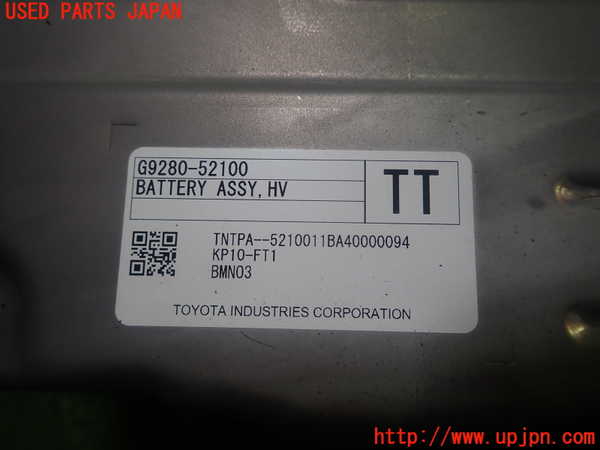 USED PARTS JAPAN
G9280-52100
BATTERY ASSY,HV
TT
TNTPA--5210011BA40000094
KP10-FT1
BMN03
TOYOTA INDUSTRIES CORPORATION
http://www.upjpn.com